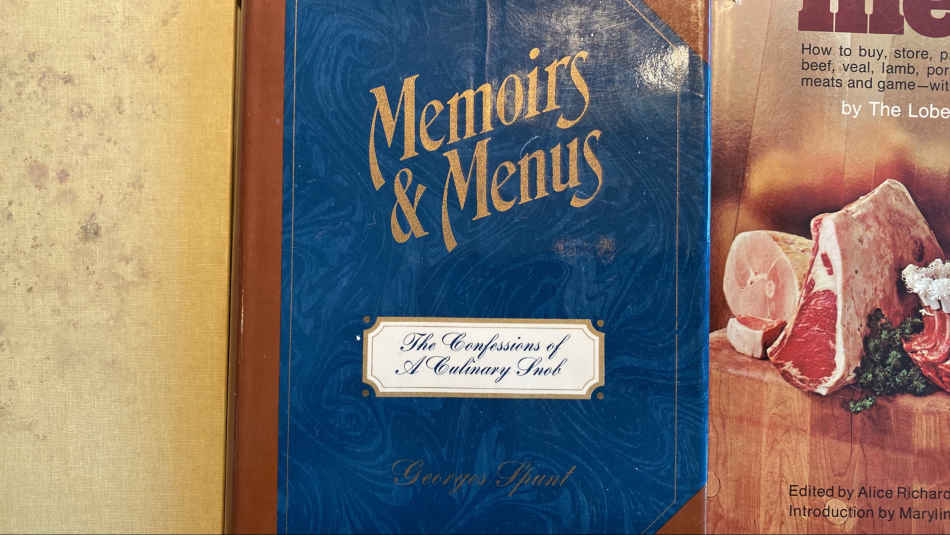 Memoirs
& Menus
The Confessions of
A Culinary Snob
Georges Spunt
How to buy, store, p
beef, veal, lamb, por
meats and game—wit
by The Lobe
Edited by Alice Richard
Introduction by Marylin